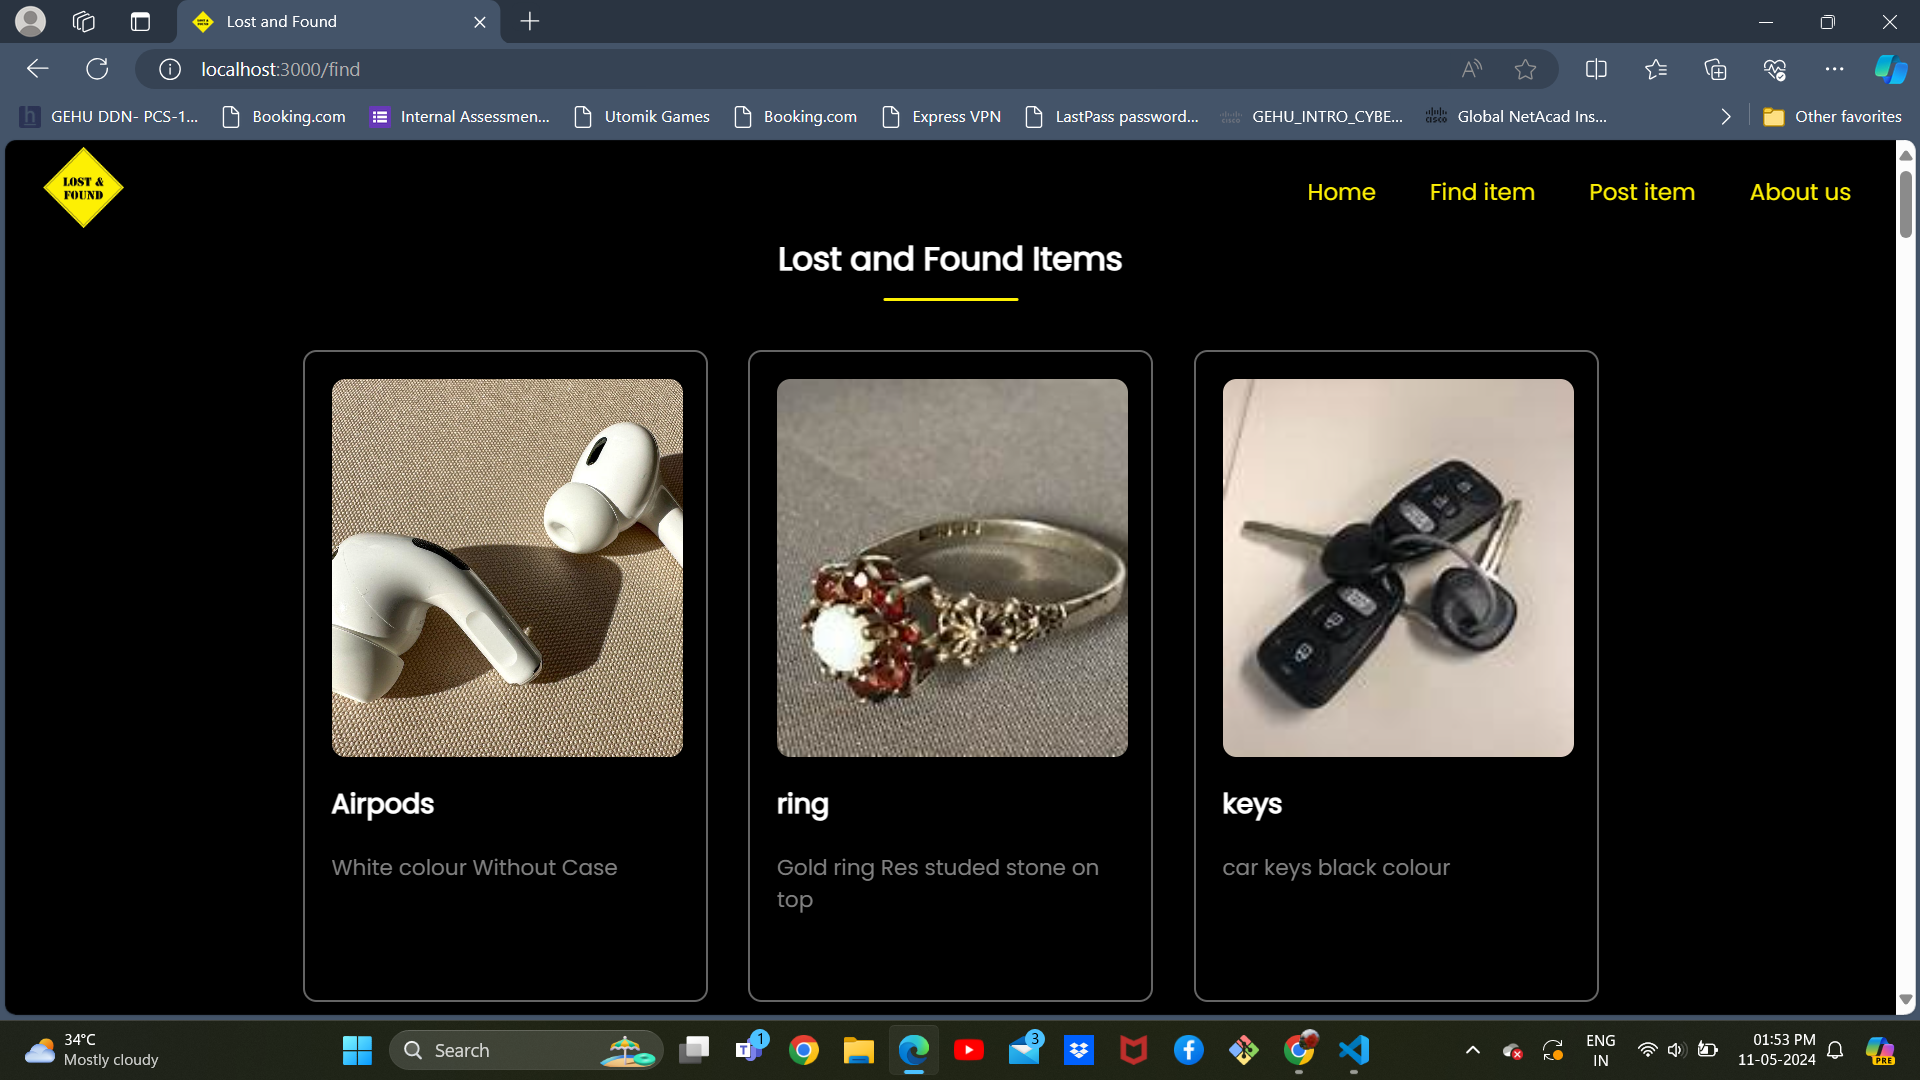 Lost and Found
localhost:3000/find
GEHU DDN- PCS-1...
Booking.com
Internal Assessmen...
Utomik Games
Booking.com
Express VPN
LastPass password...
GEHU_INTRO_CYBE...
Global NetAcad Ins...
Other favorites
LOST &
FOUND
Home
Find item
Post item
About us
Lost and Found Items
Airpods
White colour Without Case
ring
Gold ring Res studed stone on
top
keys
car keys black colour
34°C
Mostly cloudy
Search
1
3
ENG
IN
01:53 PM
11-05-2024
PRE